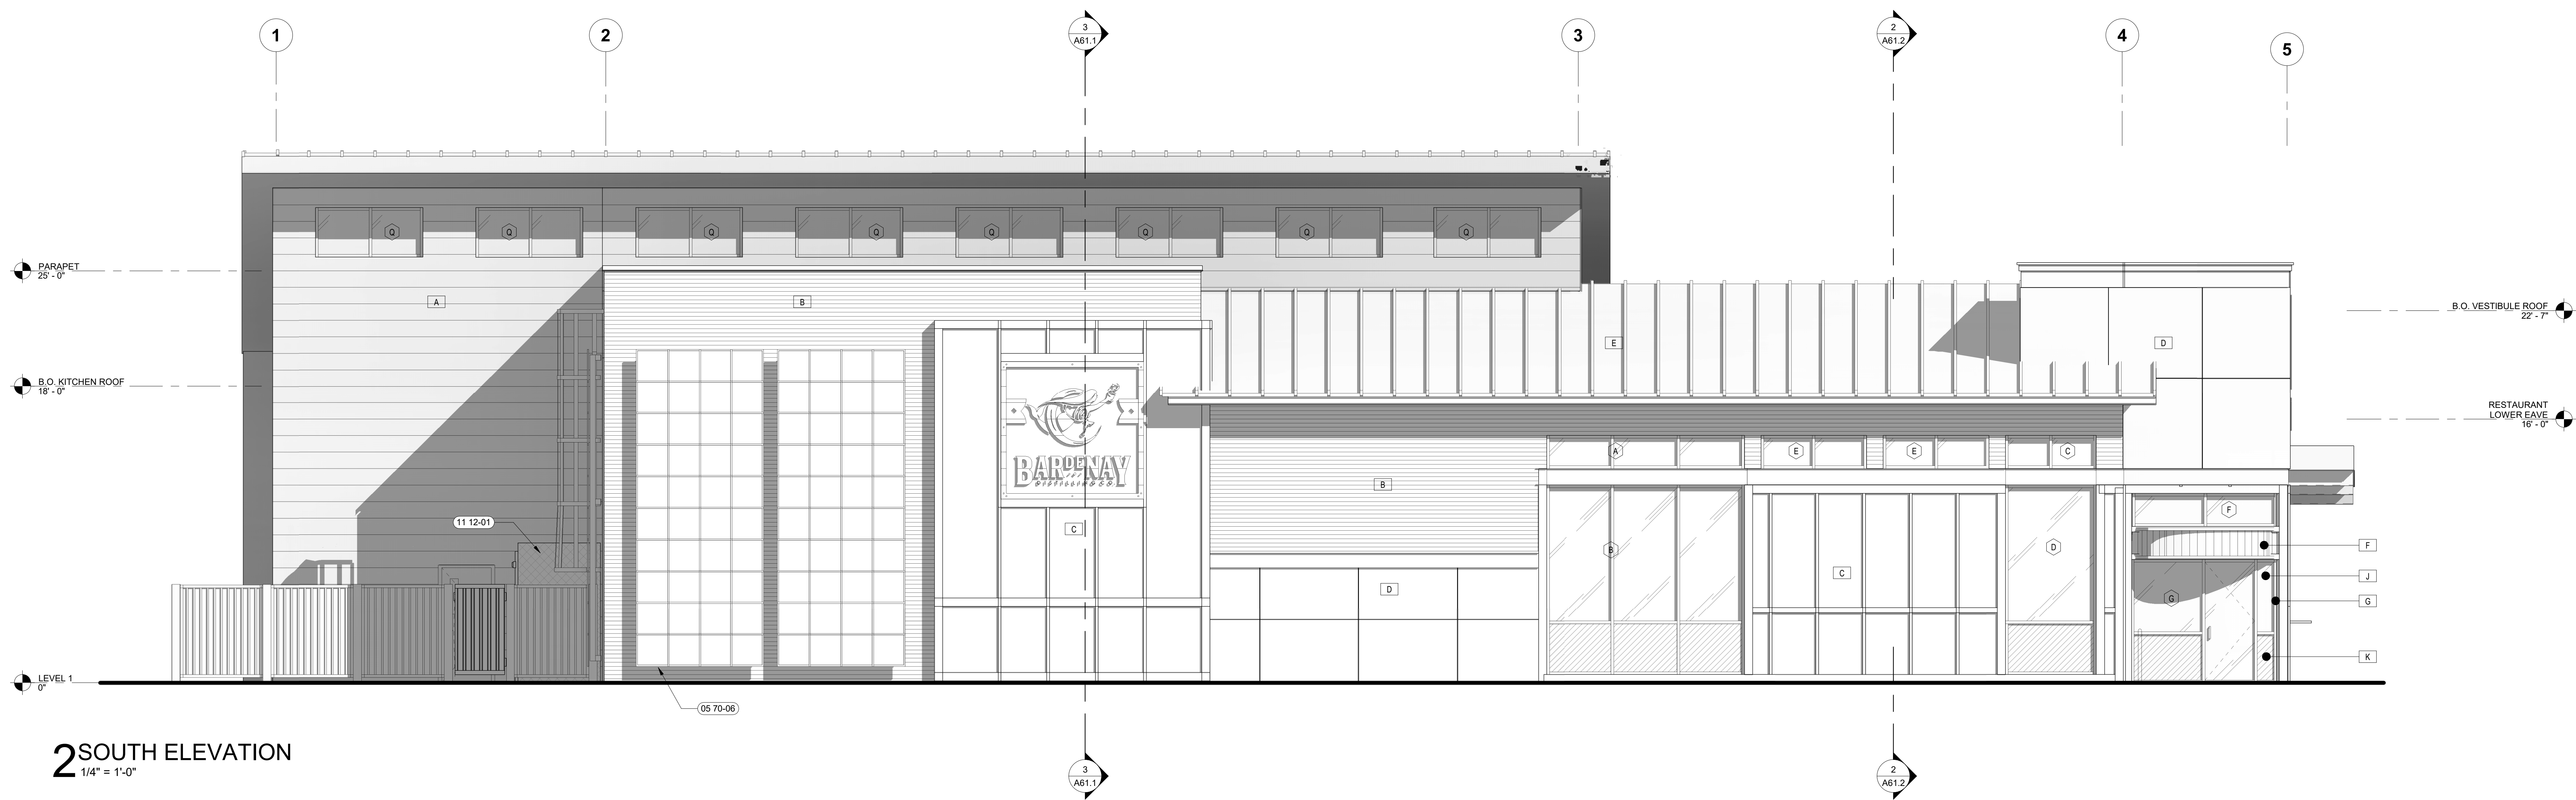 1
2
3
A61.1
3
2
A61.2
4
5
Q Q Q Q Q Q Q Q
PARAPET
25' - 0"
A
B
B.O. VESTIBULE ROOF
22' - 7"
E
D
B.O. KITCHEN ROOF
18' - 0"
RESTAURANT
LOWER EAVE
16' - 0"
BARDENAY
DISTILLING CO
A
E
E
C
B
F
11 12-01
C
B
D
F
C
J
D
G
G
K
LEVEL 1
0"
05 70-06
2 SOUTH ELEVATION
1/4" = 1'-0"
3
A61.1
2
A61.2